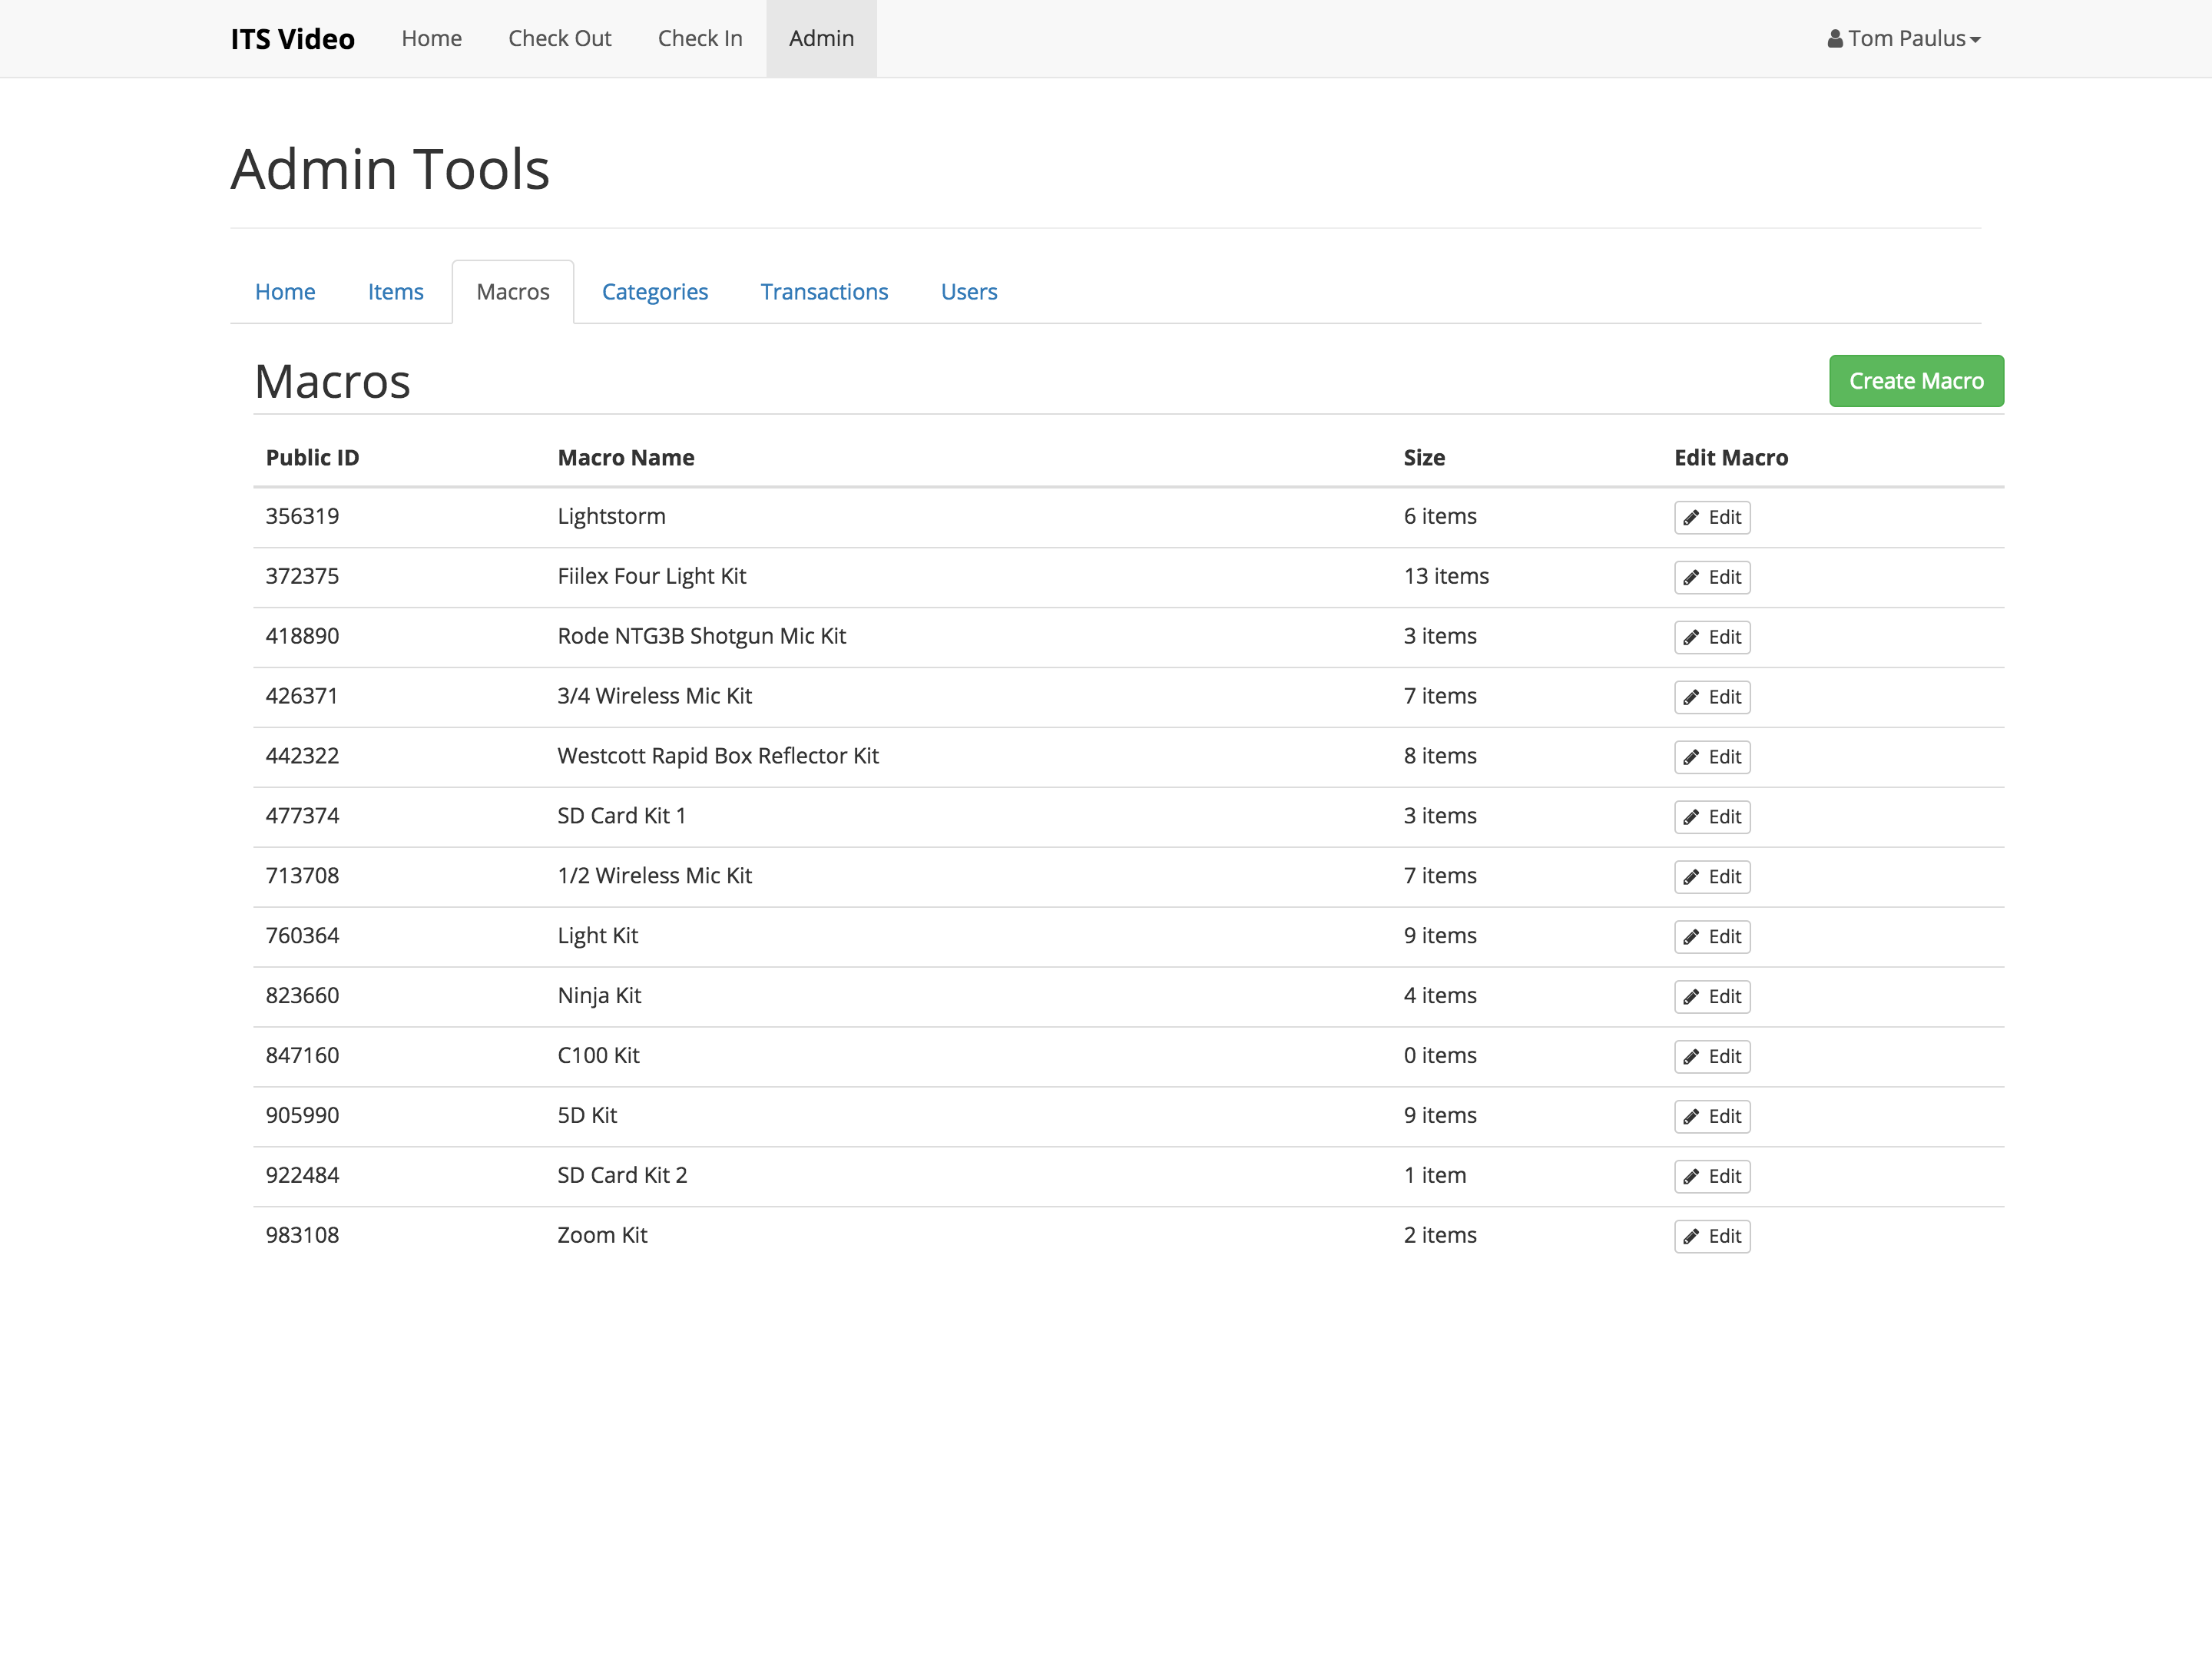 ITS Video Home Check Out Check In Admin Tom Paulus
Admin Tools
Home Items Macros Categories Transactions Users
Macros Create Macro
Public ID Macro Name Size Edit Macro
356319 Lightstorm 6 items Edit
372375 Fiilex Four Light Kit 13 items Edit
418890 Rode NTG3B Shotgun Mic Kit 3 items Edit
426371 3/4 Wireless Mic Kit 7 items Edit
442322 Westcott Rapid Box Reflector Kit 8 items Edit
477374 SD Card Kit 1 3 items Edit
713708 1/2 Wireless Mic Kit 7 items Edit
760364 Light Kit 9 items Edit
823660 Ninja Kit 4 items Edit
847160 C100 Kit 0 items Edit
905990 5D Kit 9 items Edit
922484 SD Card Kit 2 1 item Edit
983108 Zoom Kit 2 items Edit